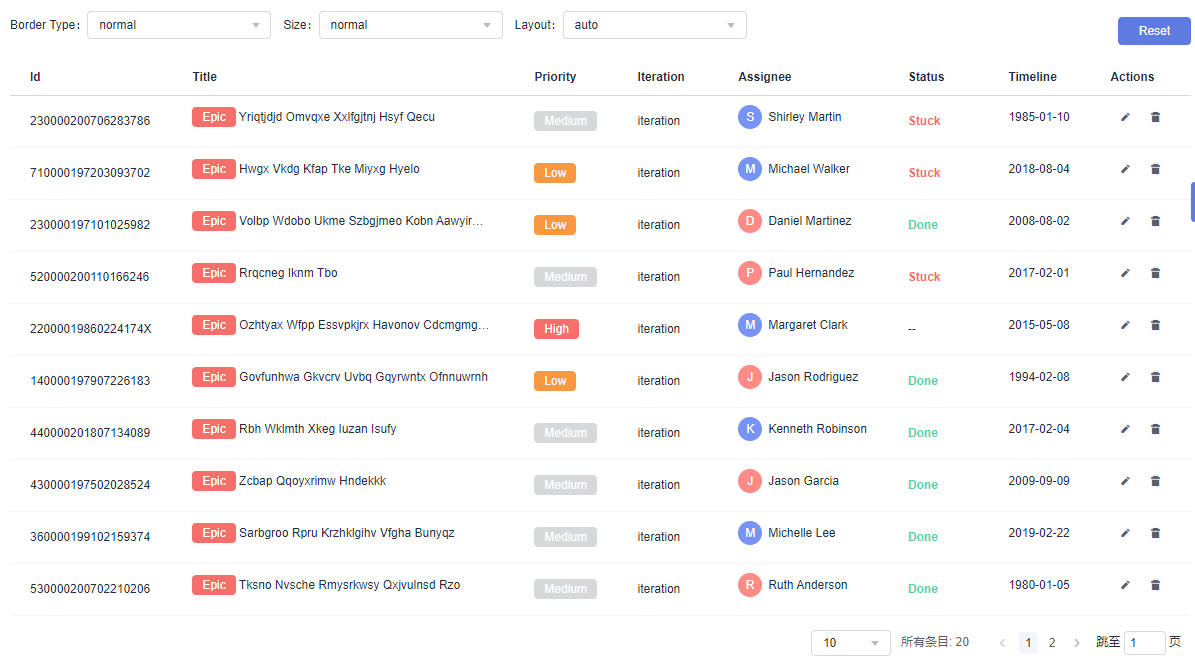 Border Type: normal Size: normal Layout: auto
Reset
Id Title Priority Iteration Assignee Status Timeline Actions
230000200706283786 Epic Yriqtjdjd Omvqxe Xxlfgjtnj Hsyf Qecu Medium iteration S Shirley Martin Stuck 1985-01-10
710000197203093702 Epic Hwgx Vkdg Kfap Tke Miyxg Hyelo Low iteration M Michael Walker Stuck 2018-08-04
230000197101025982 Epic Volbp Wdobo Ukme Szbgjmeo Kobn Aawyir... Low iteration D Daniel Martinez Done 2008-08-02
520000200110166246 Epic Rrqcneg Iknm Tbo Medium iteration P Paul Hernandez Stuck 2017-02-01
22000019860224174X Epic Ozhtyax Wfpp Essvpkjrx Havonov Cdcmgmg... High iteration M Margaret Clark -- 2015-05-08
140000197907226183 Epic Govfunhwa Gkvcrv Uvbq Gqyrwntx Ofnnuwrnh Low iteration J Jason Rodriguez Done 1994-02-08
440000201807134089 Epic Rbh Wklmth Xkeg Iuzan Isufy Medium iteration K Kenneth Robinson Done 2017-02-04
430000197502028524 Epic Zcbap Qqoyxrimw Hndekkk Medium iteration J Jason Garcia Done 2009-09-09
360000199102159374 Epic Sarbgroo Rpru Krzhklgihv Vfgha Bunyqz Medium iteration M Michelle Lee Done 2019-02-22
530000200702210206 Epic Tksno Nvsche Rmysrkwsy Qxjvulnsd Rzo Medium iteration R Ruth Anderson Done 1980-01-05
10 所有条目: 20 1 2 跳至 1 页